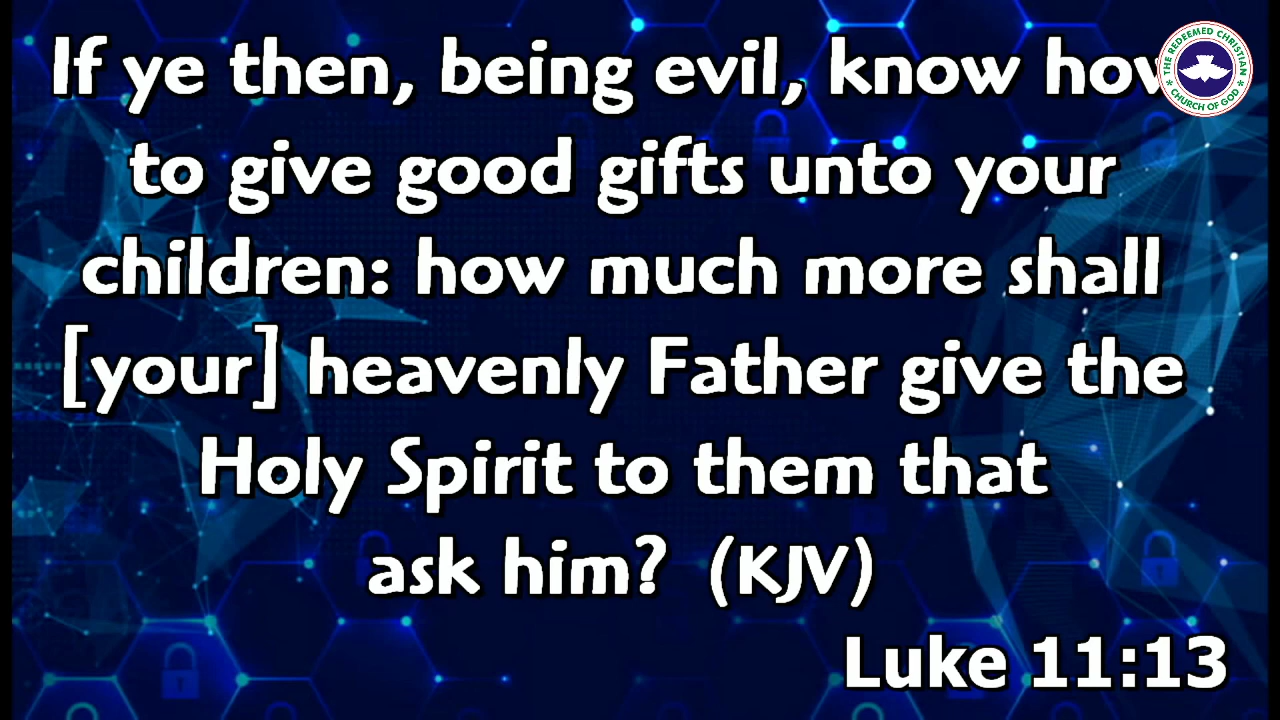 If ye then, being evil, know how
to give good gifts unto your
children: how much more shall
[your] heavenly Father give the
Holy Spirit to them that
ask him? (KJV)
Luke 11:13
THE REDEEMED CHRISTIAN
CHURCH OF GOD